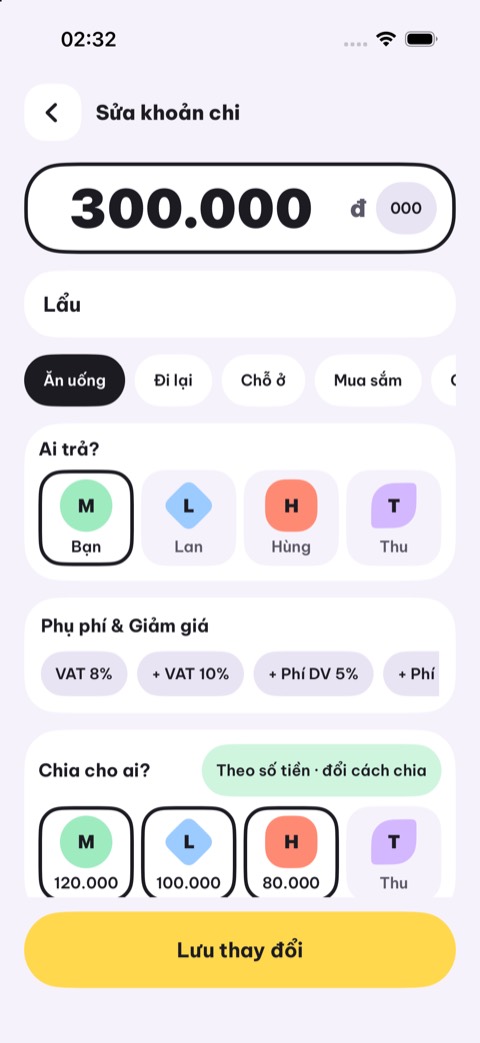 02:32
Sửa khoản chi
300.000 đ 000
Lẩu
Ăn uống Đi lại Chỗ ở Mua sắm
Ai trả?
M L H T
Bạn Lan Hùng Thu
Phụ phí & Giảm giá
VAT 8% + VAT 10% + Phí DV 5% + Phí
Chia cho ai? Theo số tiền · đổi cách chia
M L H T
120.000 100.000 80.000 Thu
Lưu thay đổi